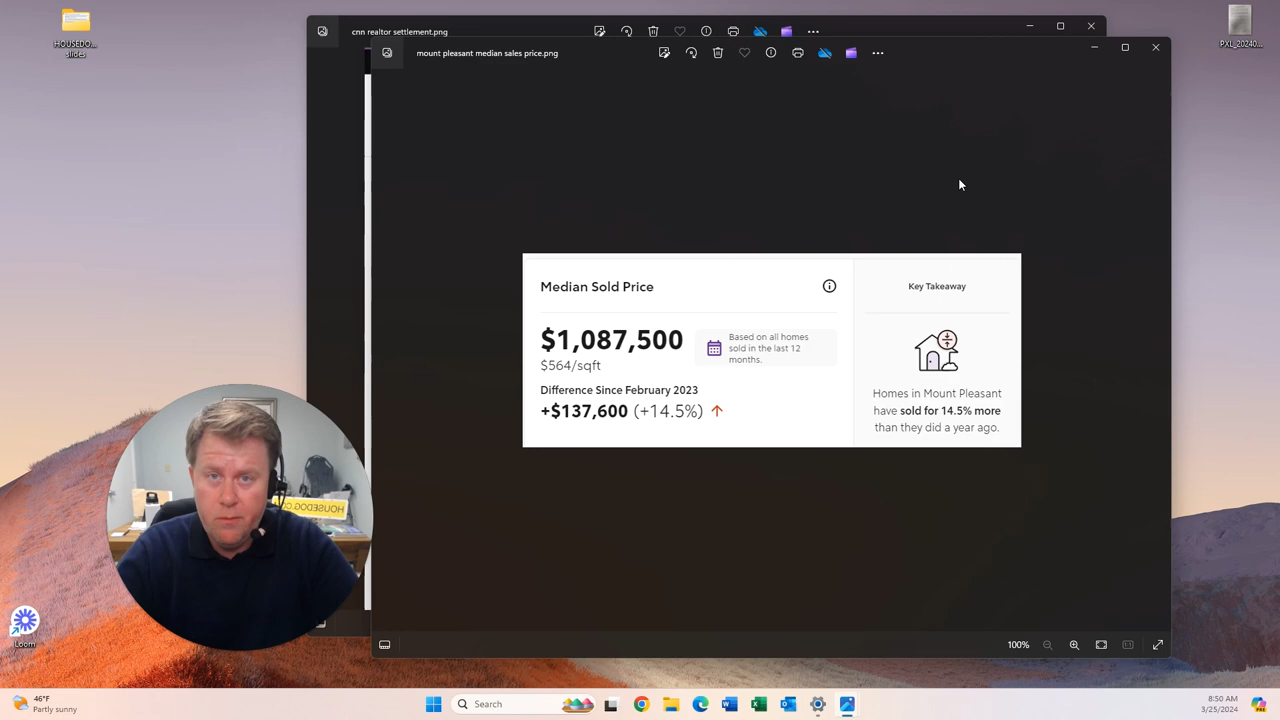 HOUSEDO...
slides
PXL_20240...
cnn realtor settlement.png
mount pleasant median sales price.png
Median Sold Price
Key Takeaway
$1,087,500
$564/sqft
Based on all homes
sold in the last 12
months.
Difference Since February 2023
+$137,600 (+14.5%)
Homes in Mount Pleasant
have sold for 14.5% more
than they did a year ago.
HOUSEDOG.CO
Loom
100%
46°F
Partly sunny
Search
8:50 AM
3/25/2024